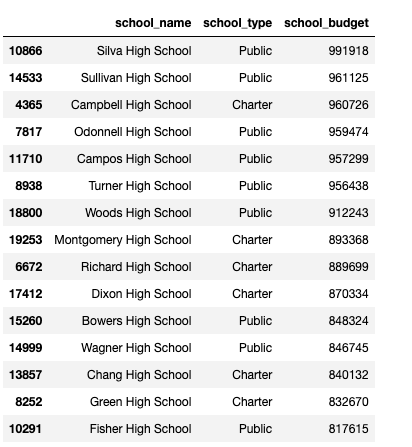 school_name school_type school_budget
10866 Silva High School Public 991918
14533 Sullivan High School Public 961125
4365 Campbell High School Charter 960726
7817 Odonnell High School Public 959474
11710 Campos High School Public 957299
8938 Turner High School Public 956438
18800 Woods High School Public 912243
19253 Montgomery High School Charter 893368
6672 Richard High School Charter 889699
17412 Dixon High School Charter 870334
15260 Bowers High School Public 848324
14999 Wagner High School Public 846745
13857 Chang High School Charter 840132
8252 Green High School Charter 832670
10291 Fisher High School Public 817615